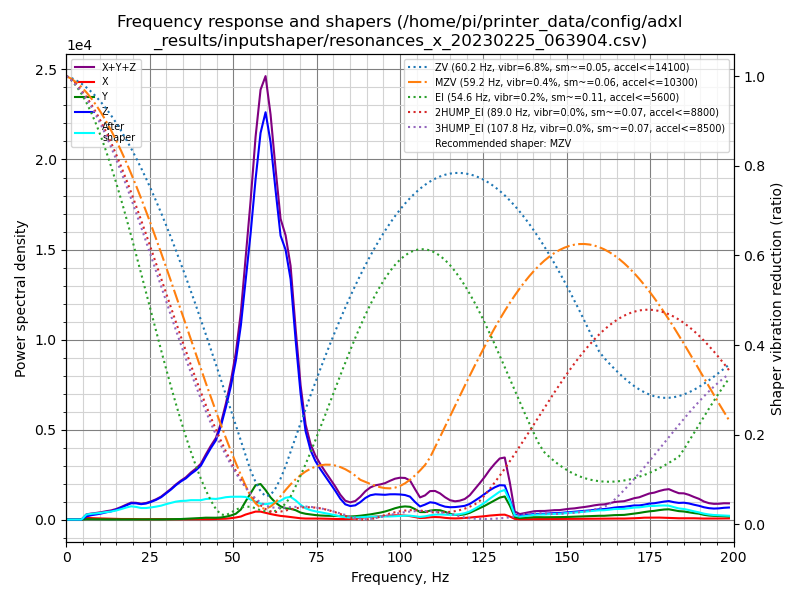 Frequency response and shapers (/home/pi/printer_data/config/adxl
_results/inputshaper/resonances_x_20230225_063904.csv)
1e4
X+Y+Z
X
Y
Z
After
shaper
ZV (60.2 Hz, vibr=6.8%, sm~=0.05, accel<=14100)
MZV (59.2 Hz, vibr=0.4%, sm~=0.06, accel<=10300)
EI (54.6 Hz, vibr=0.2%, sm~=0.11, accel<=5600)
2HUMP_EI (89.0 Hz, vibr=0.0%, sm~=0.07, accel<=8800)
3HUMP_EI (107.8 Hz, vibr=0.0%, sm~=0.07, accel<=8500)
Recommended shaper: MZV
Power spectral density
2.5
2.0
1.5
1.0
0.5
0.0
Shaper vibration reduction (ratio)
1.0
0.8
0.6
0.4
0.2
0.0
0 25 50 75 100 125 150 175 200
Frequency, Hz